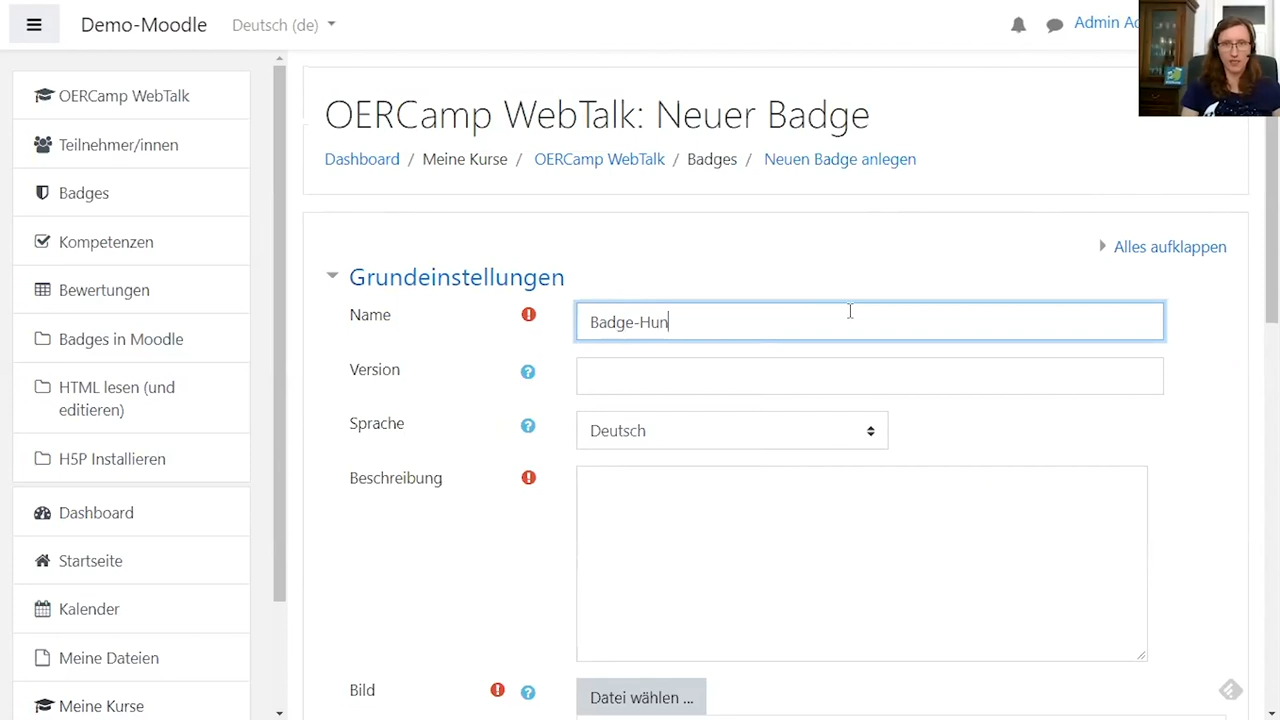 Demo-Moodle Deutsch (de) Admin
OERCamp WebTalk
Teilnehmer/innen
Badges
Kompetenzen
Bewertungen
Badges in Moodle
HTML lesen (und
editieren)
H5P Installieren
Dashboard
Startseite
Kalender
Meine Dateien
Meine Kurse
OERCamp WebTalk: Neuer Badge
Dashboard / Meine Kurse / OERCamp WebTalk / Badges / Neuen Badge anlegen
Alles aufklappen
Grundeinstellungen
Name Badge-Hun
Version
Sprache Deutsch
Beschreibung
Bild Datei wählen ...